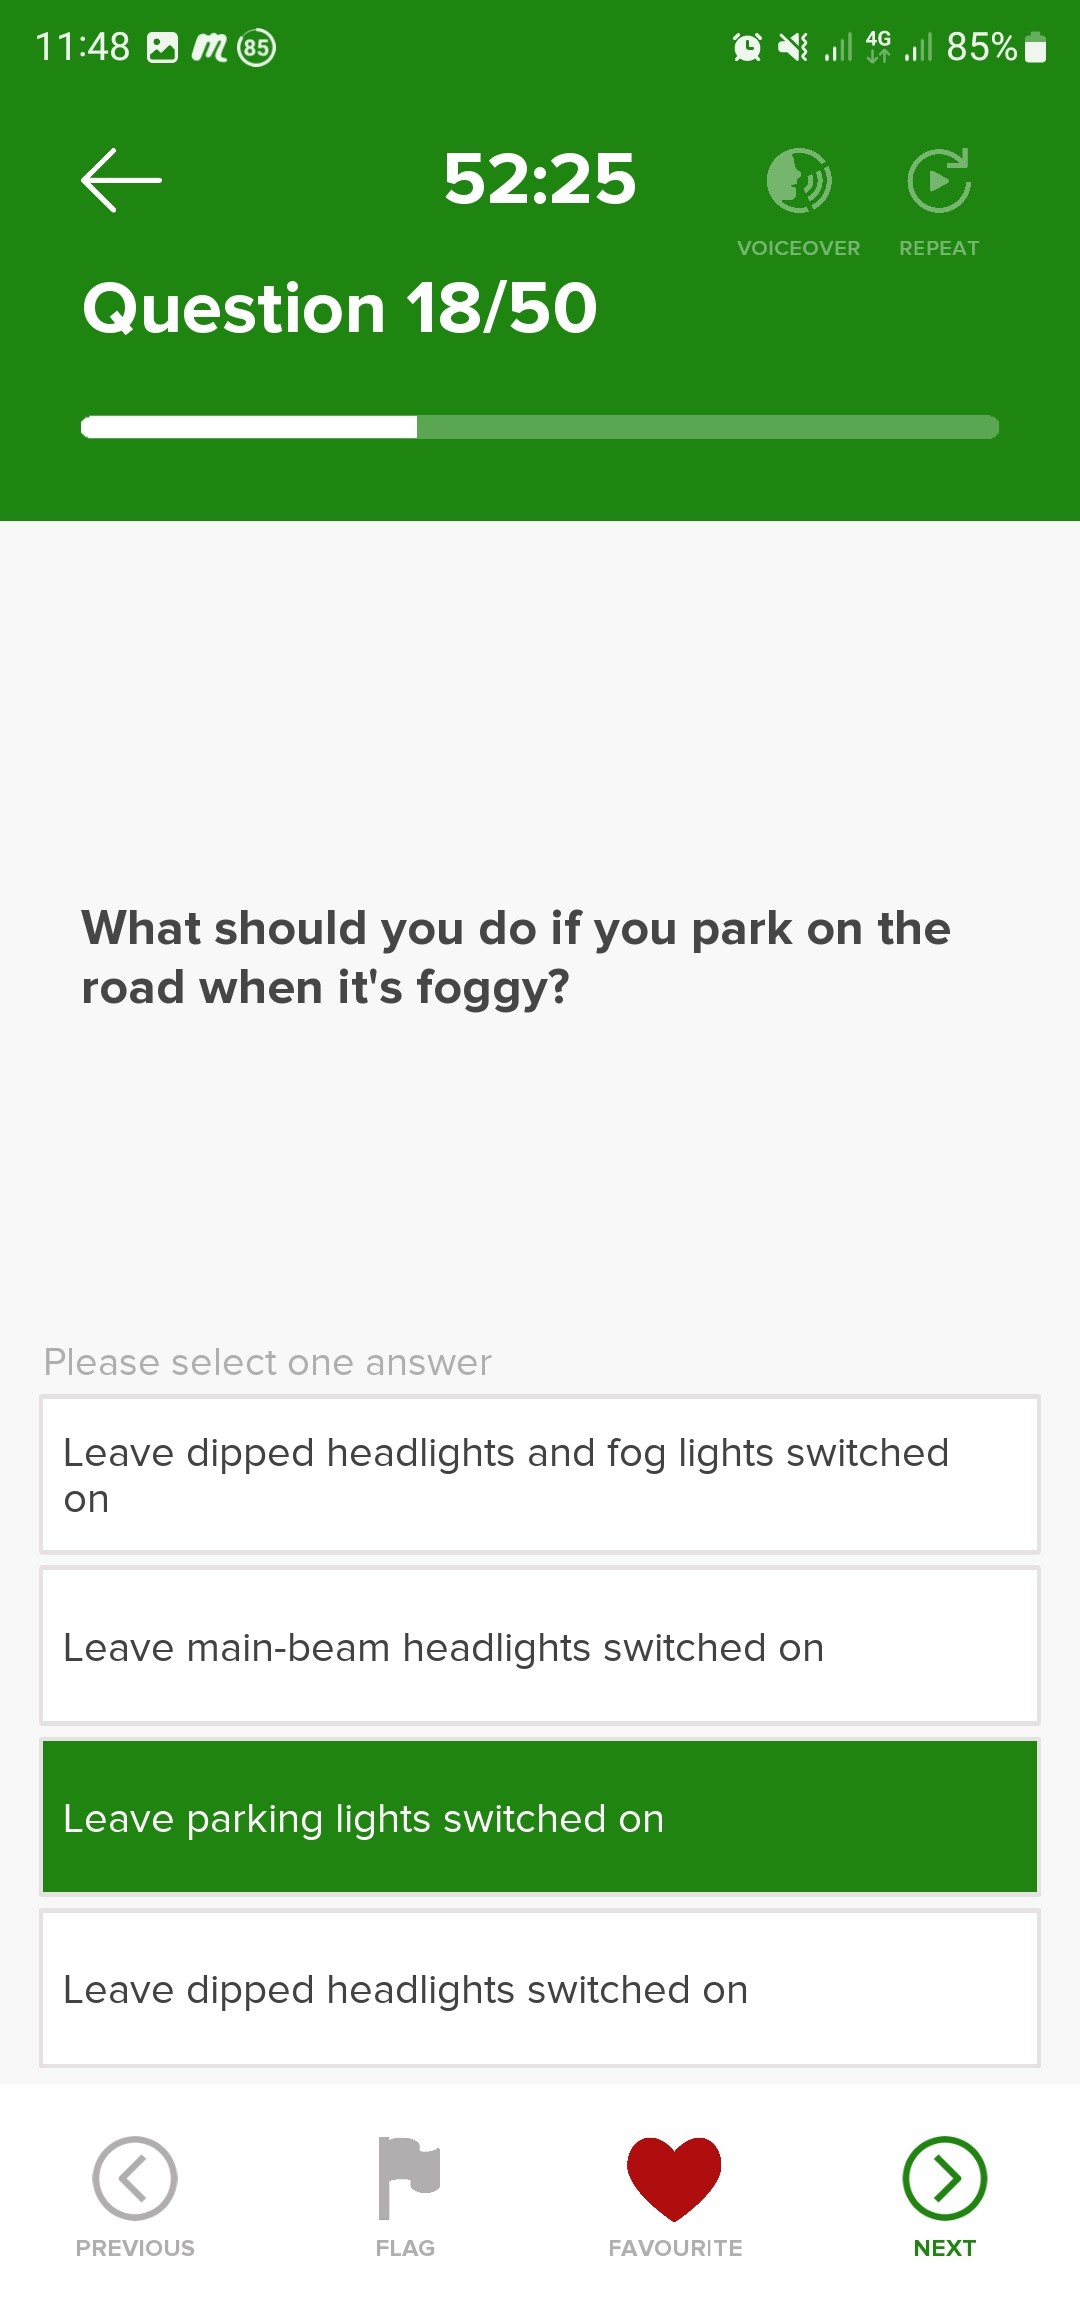 11:48 m 85 4G 85%
52:25
VOICEOVER REPEAT
Question 18/50
What should you do if you park on the
road when it's foggy?
Please select one answer
Leave dipped headlights and fog lights switched
on
Leave main-beam headlights switched on
Leave parking lights switched on
Leave dipped headlights switched on
PREVIOUS FLAG FAVOURITE NEXT